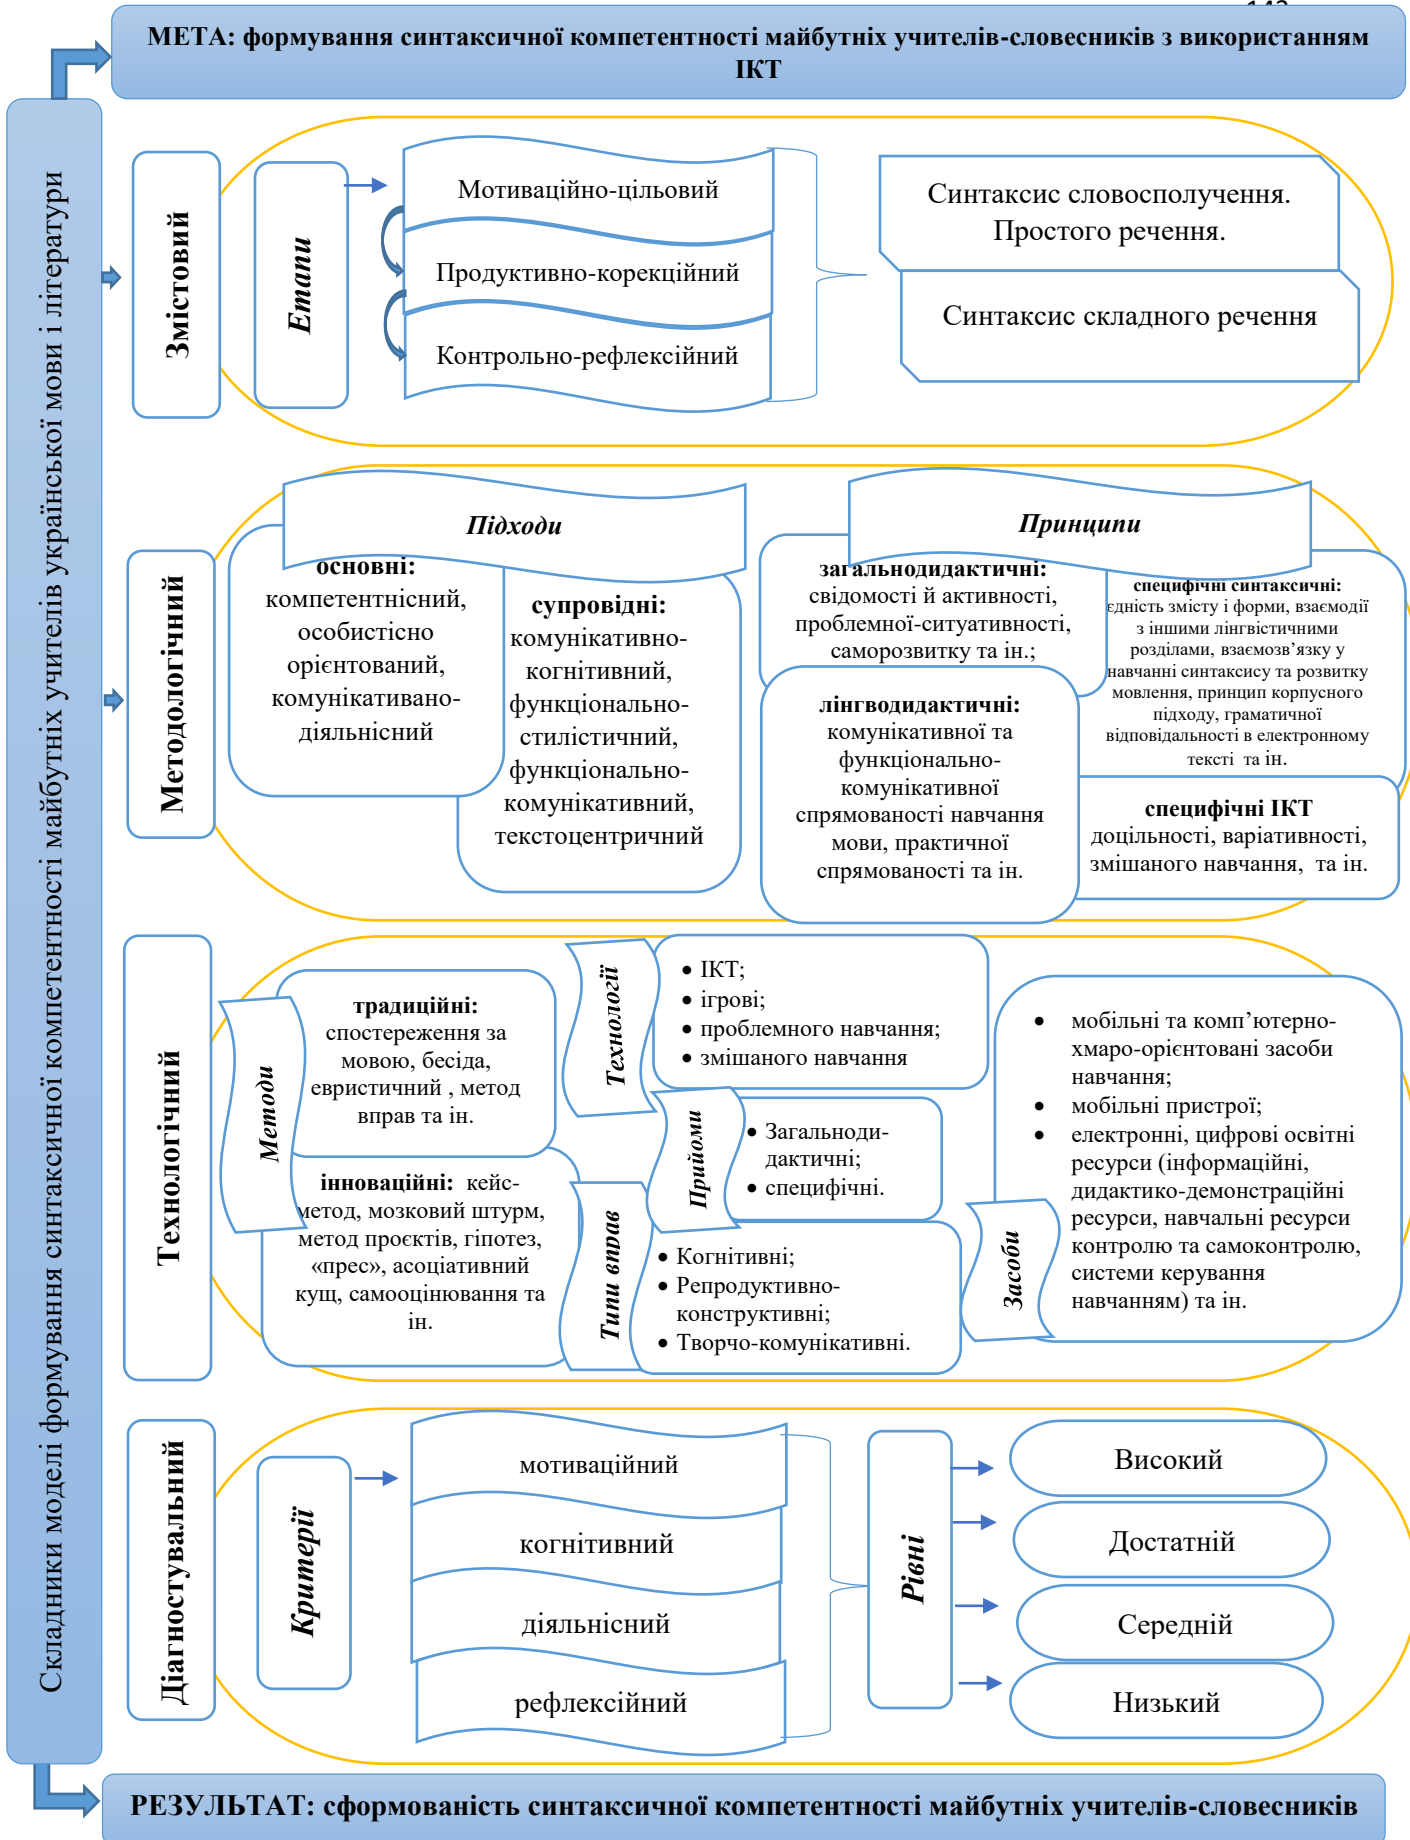 МЕТА: формування синтаксичної компетентності майбутніх учителів-словесників з використанням
ІКТ
Складники моделі формування синтаксичної компетентності майбутніх учителів української мови і літератури
Змістовий
Етапи
Мотиваційно-цільовий
Продуктивно-корекційний
Контрольно-рефлексійний
Синтаксис словосполучення.
Простого речення.
Синтаксис складного речення
Методологічний
Підходи
основні:
компетентнісний,
особистісно
орієнтований,
комунікативано-
діяльнісний
супровідні:
комунікативно-
когнітивний,
функціонально-
стилістичний,
функціонально-
комунікативний,
текстоцентричний
Принципи
загальнодидактичні:
свідомості й активності,
проблемної-ситуативності,
саморозвитку та ін.;
лінгводидактичні:
комунікативної та
функціонально-
комунікативної
спрямованості навчання
мови, практичної
спрямованості та ін.
специфічні синтаксичні:
єдність змісту і форми, взаємодії
з іншими лінгвістичними
розділами, взаємозв’язку у
навчанні синтаксису та розвитку
мовлення, принцип корпусного
підходу, граматичної
відповідальності в електронному
тексті та ін.
специфічні ІКТ
доцільності, варіативності,
змішаного навчання, та ін.
Технологічний
Методи
традиційні:
спостереження за
мовою, бесіда,
евристичний , метод
вправ та ін.
інноваційні: кейс-
метод, мозковий штурм,
метод проєктів, гіпотез,
«прес», асоціативний
кущ, самооцінювання та
ін.
Технології
• ІКТ;
• ігрові;
• проблемного навчання;
• змішаного навчання
Прийоми
• Загальноди-
дактичні;
• специфічні.
Типи вправ
• Когнітивні;
• Репродуктивно-
конструктивні;
• Творчо-комунікативні.
Засоби
• мобільні та комп’ютерно-
хмаро-орієнтовані засоби
навчання;
• мобільні пристрої;
• електронні, цифрові освітні
ресурси (інформаційні,
дидактико-демонстраційні
ресурси, навчальні ресурси
контролю та самоконтролю,
системи керування
навчанням) та ін.
Діагностувальний
Критерії
мотиваційний
когнітивний
діяльнісний
рефлексійний
Рівні
Високий
Достатній
Середній
Низький
РЕЗУЛЬТАТ: сформованість синтаксичної компетентності майбутніх учителів-словесників